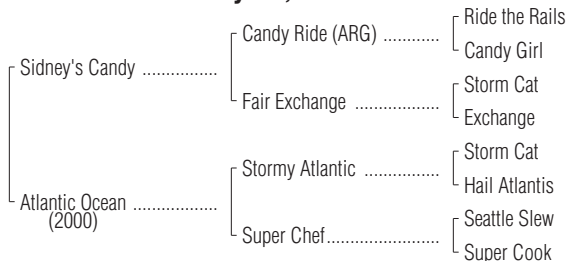 Ride the Rails
Candy Ride (ARG) ............
Candy Girl
Sidney's Candy ................
Storm Cat
Fair Exchange ..................
Exchange
Storm Cat
Stormy Atlantic ................
Hail Atlantis
Atlantic Ocean ..................
(2000)
Seattle Slew
Super Chef........................
Super Cook